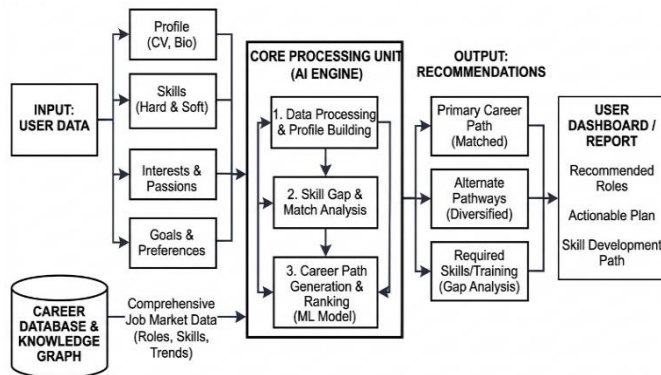 INPUT:
USER DATA
Profile
(CV, Bio)
Skills
(Hard & Soft)
Interests &
Passions
Goals &
Preferences
CAREER
DATABASE &
KNOWLEDGE
GRAPH
Comprehensive
Job Market Data
(Roles, Skills,
Trends)
CORE PROCESSING UNIT
(AI ENGINE)
1. Data Processing
& Profile Building
2. Skill Gap &
Match Analysis
3. Career Path
Generation &
Ranking
(ML Model)
OUTPUT:
RECOMMENDATIONS
Primary Career
Path
(Matched)
Alternate
Pathways
(Diversified)
Required
Skills/Training
(Gap Analysis)
USER
DASHBOARD /
REPORT
Recommended
Roles
Actionable Plan
Skill Development
Path